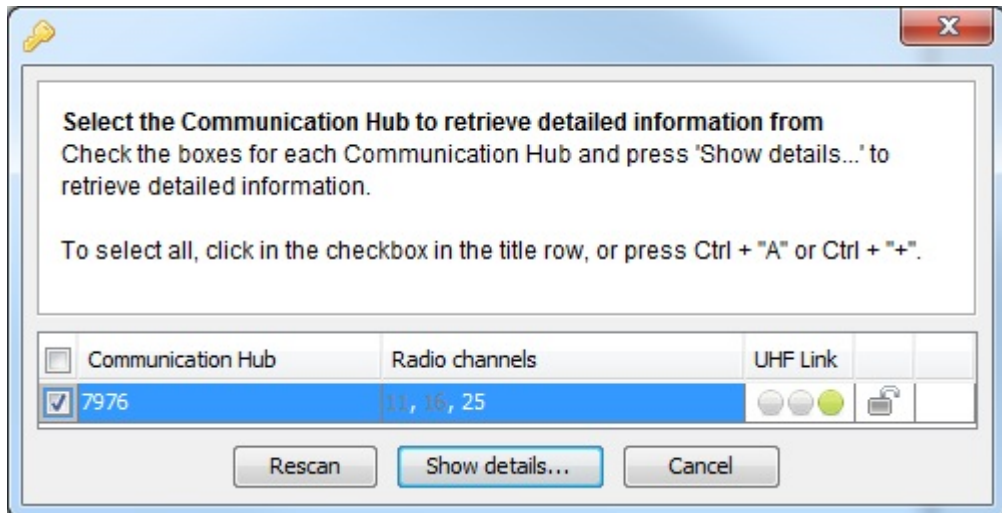 Select the Communication Hub to retrieve detailed information from
Check the boxes for each Communication Hub and press 'Show details...' to
retrieve detailed information.
To select all, click in the checkbox in the title row, or press Ctrl + "A" or Ctrl + "+".
Communication Hub Radio channels UHF Link
7976 11, 16, 25
Rescan Show details... Cancel